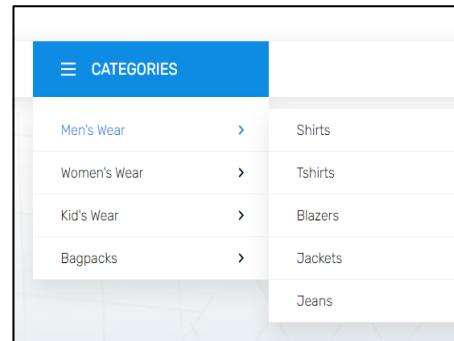 CATEGORIES
Men's Wear
Women's Wear
Kid's Wear
Bagpacks
Shirts
Tshirts
Blazers
Jackets
Jeans